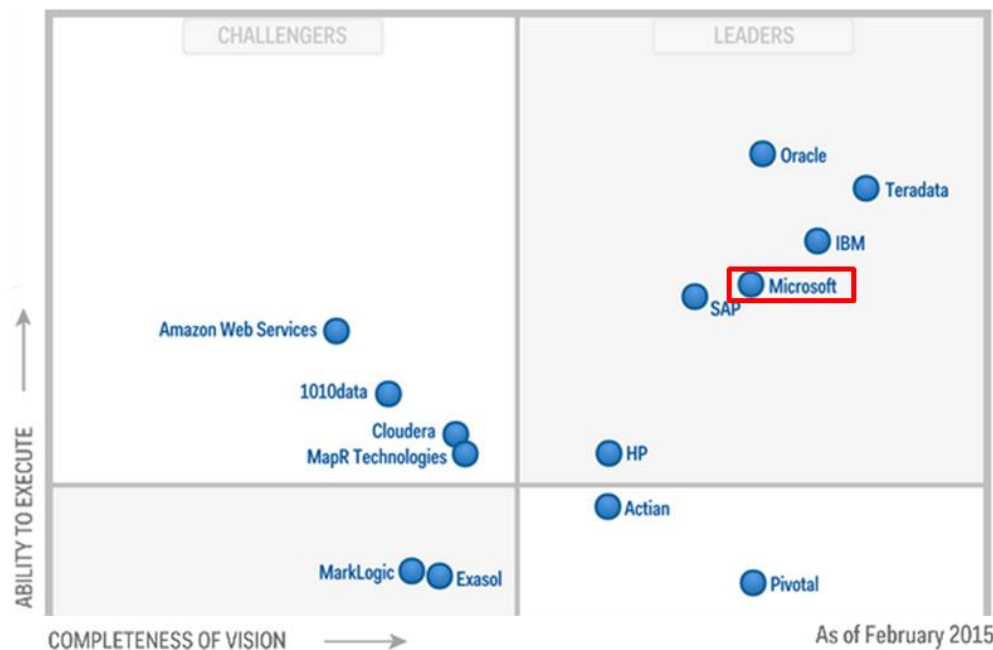 CHALLENGERS
LEADERS
Oracle
Teradata
IBM
Microsoft
SAP
Amazon Web Services
1010data
Cloudera
MapR Technologies
HP
Actian
MarkLogic
Exasol
Pivotal
ABILITY TO EXECUTE
COMPLETENESS OF VISION
As of February 2015